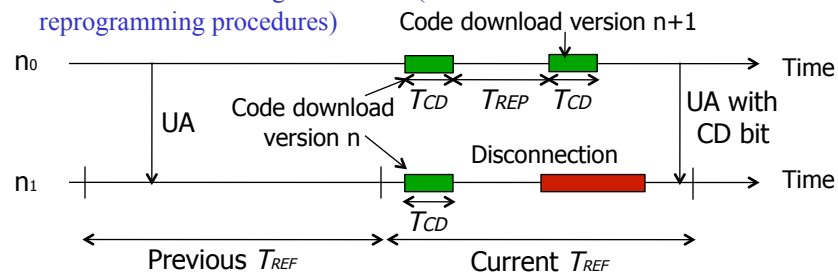 reprogramming procedures)
Code download version n+1
n0
Time
TCD
TREP
TCD
Code download
version n
UA
UA with
CD bit
Disconnection
n1
Time
TCD
Previous TREF
Current TREF